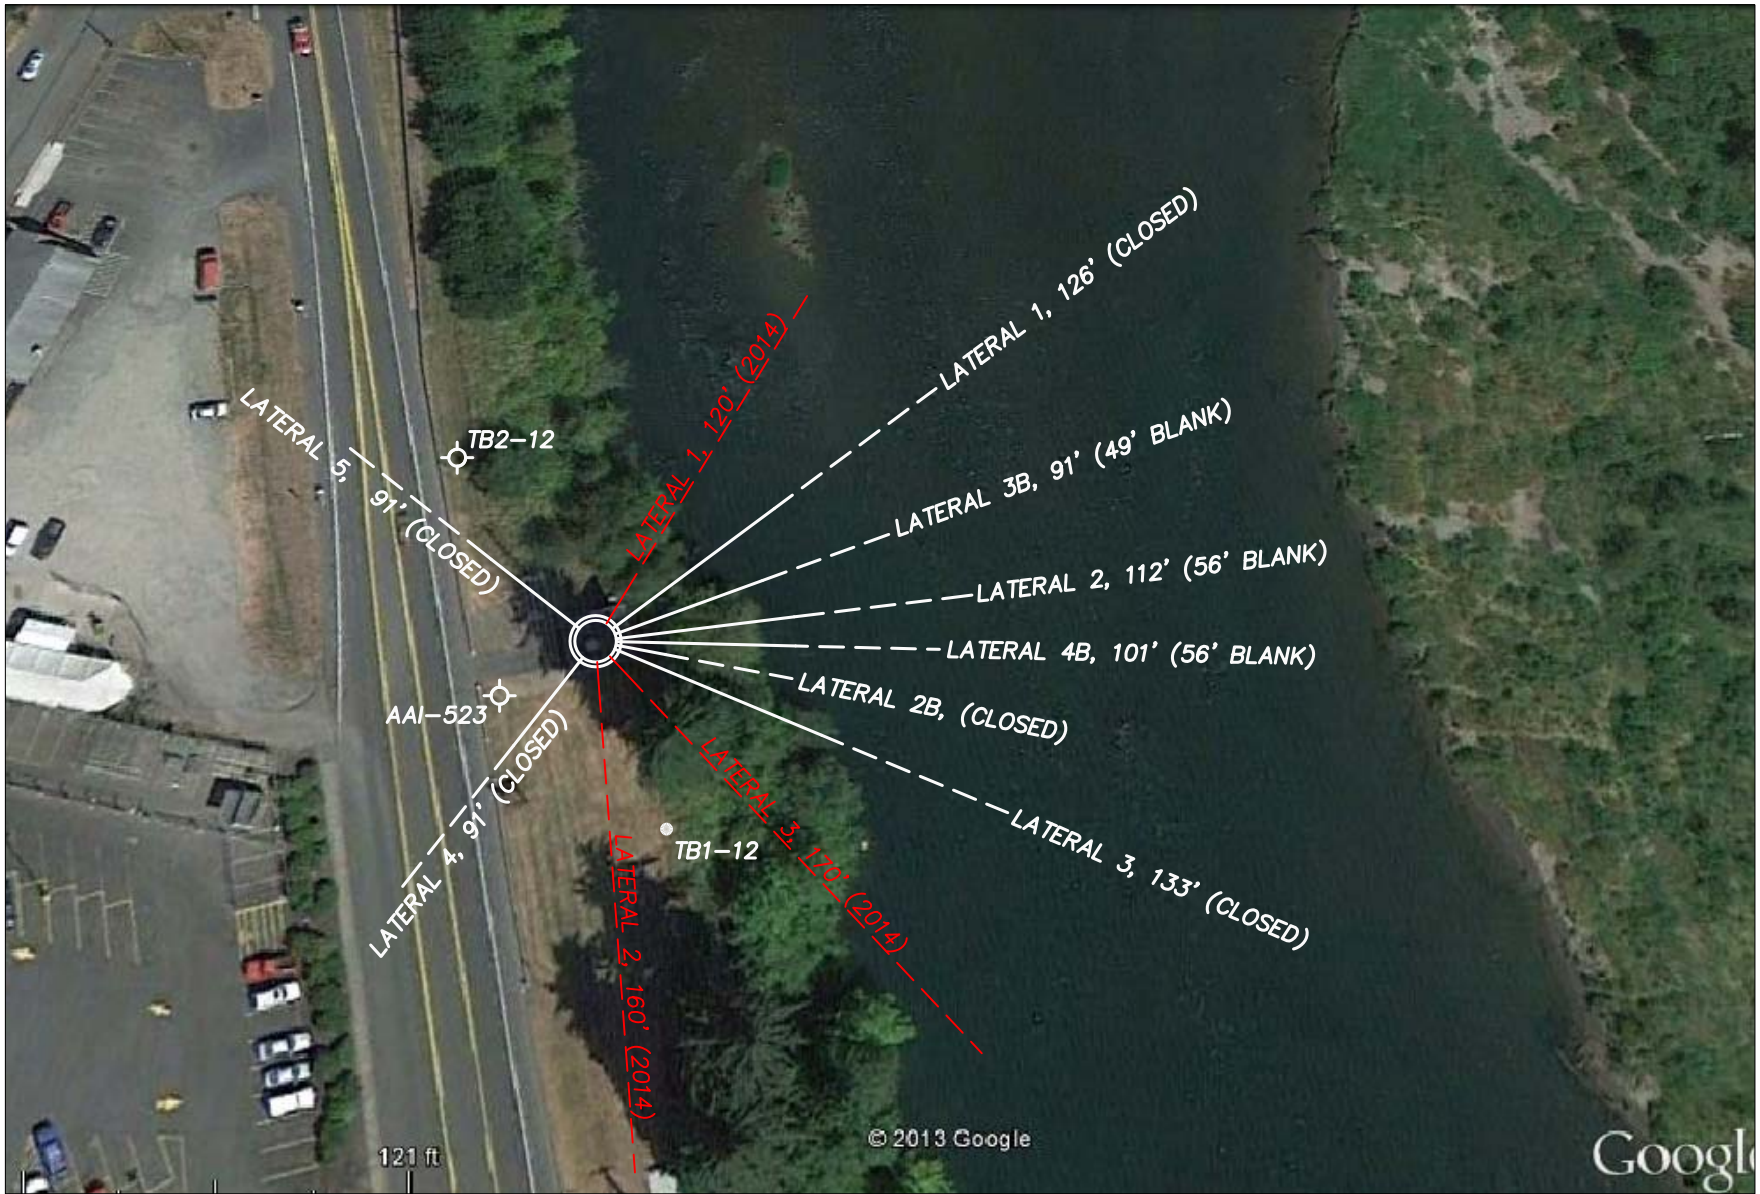 LATERAL 1, 126' (CLOSED)
LATERAL 1, 120' (2014)
LATERAL 3B, 91' (49' BLANK)
LATERAL 5, 91' (CLOSED)
TB2-12
LATERAL 2, 112' (56' BLANK)
LATERAL 4B, 101' (56' BLANK)
LATERAL 2B, (CLOSED)
AAI-523
LATERAL 4, 91' (CLOSED)
LATERAL 3, 170' (2014)
LATERAL 3, 133' (CLOSED)
TB1-12
LATERAL 2, 160' (2014)
© 2013 Google
121 ft
Google